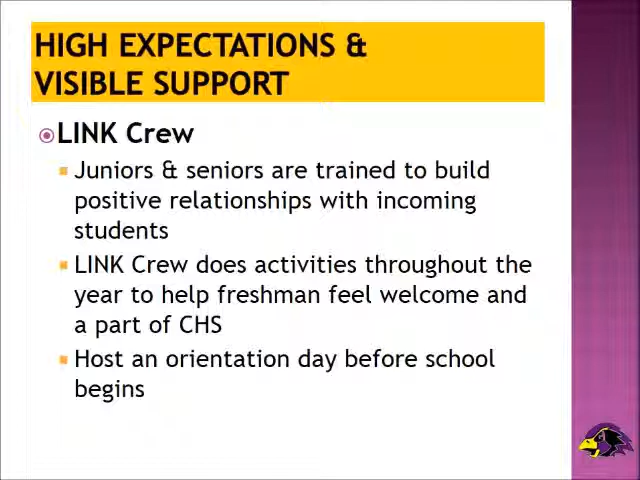 HIGH EXPECTATIONS &
VISIBLE SUPPORT
LINK Crew
Juniors & seniors are trained to build
positive relationships with incoming
students
LINK Crew does activities throughout the
year to help freshman feel welcome and
a part of CHS
Host an orientation day before school
begins